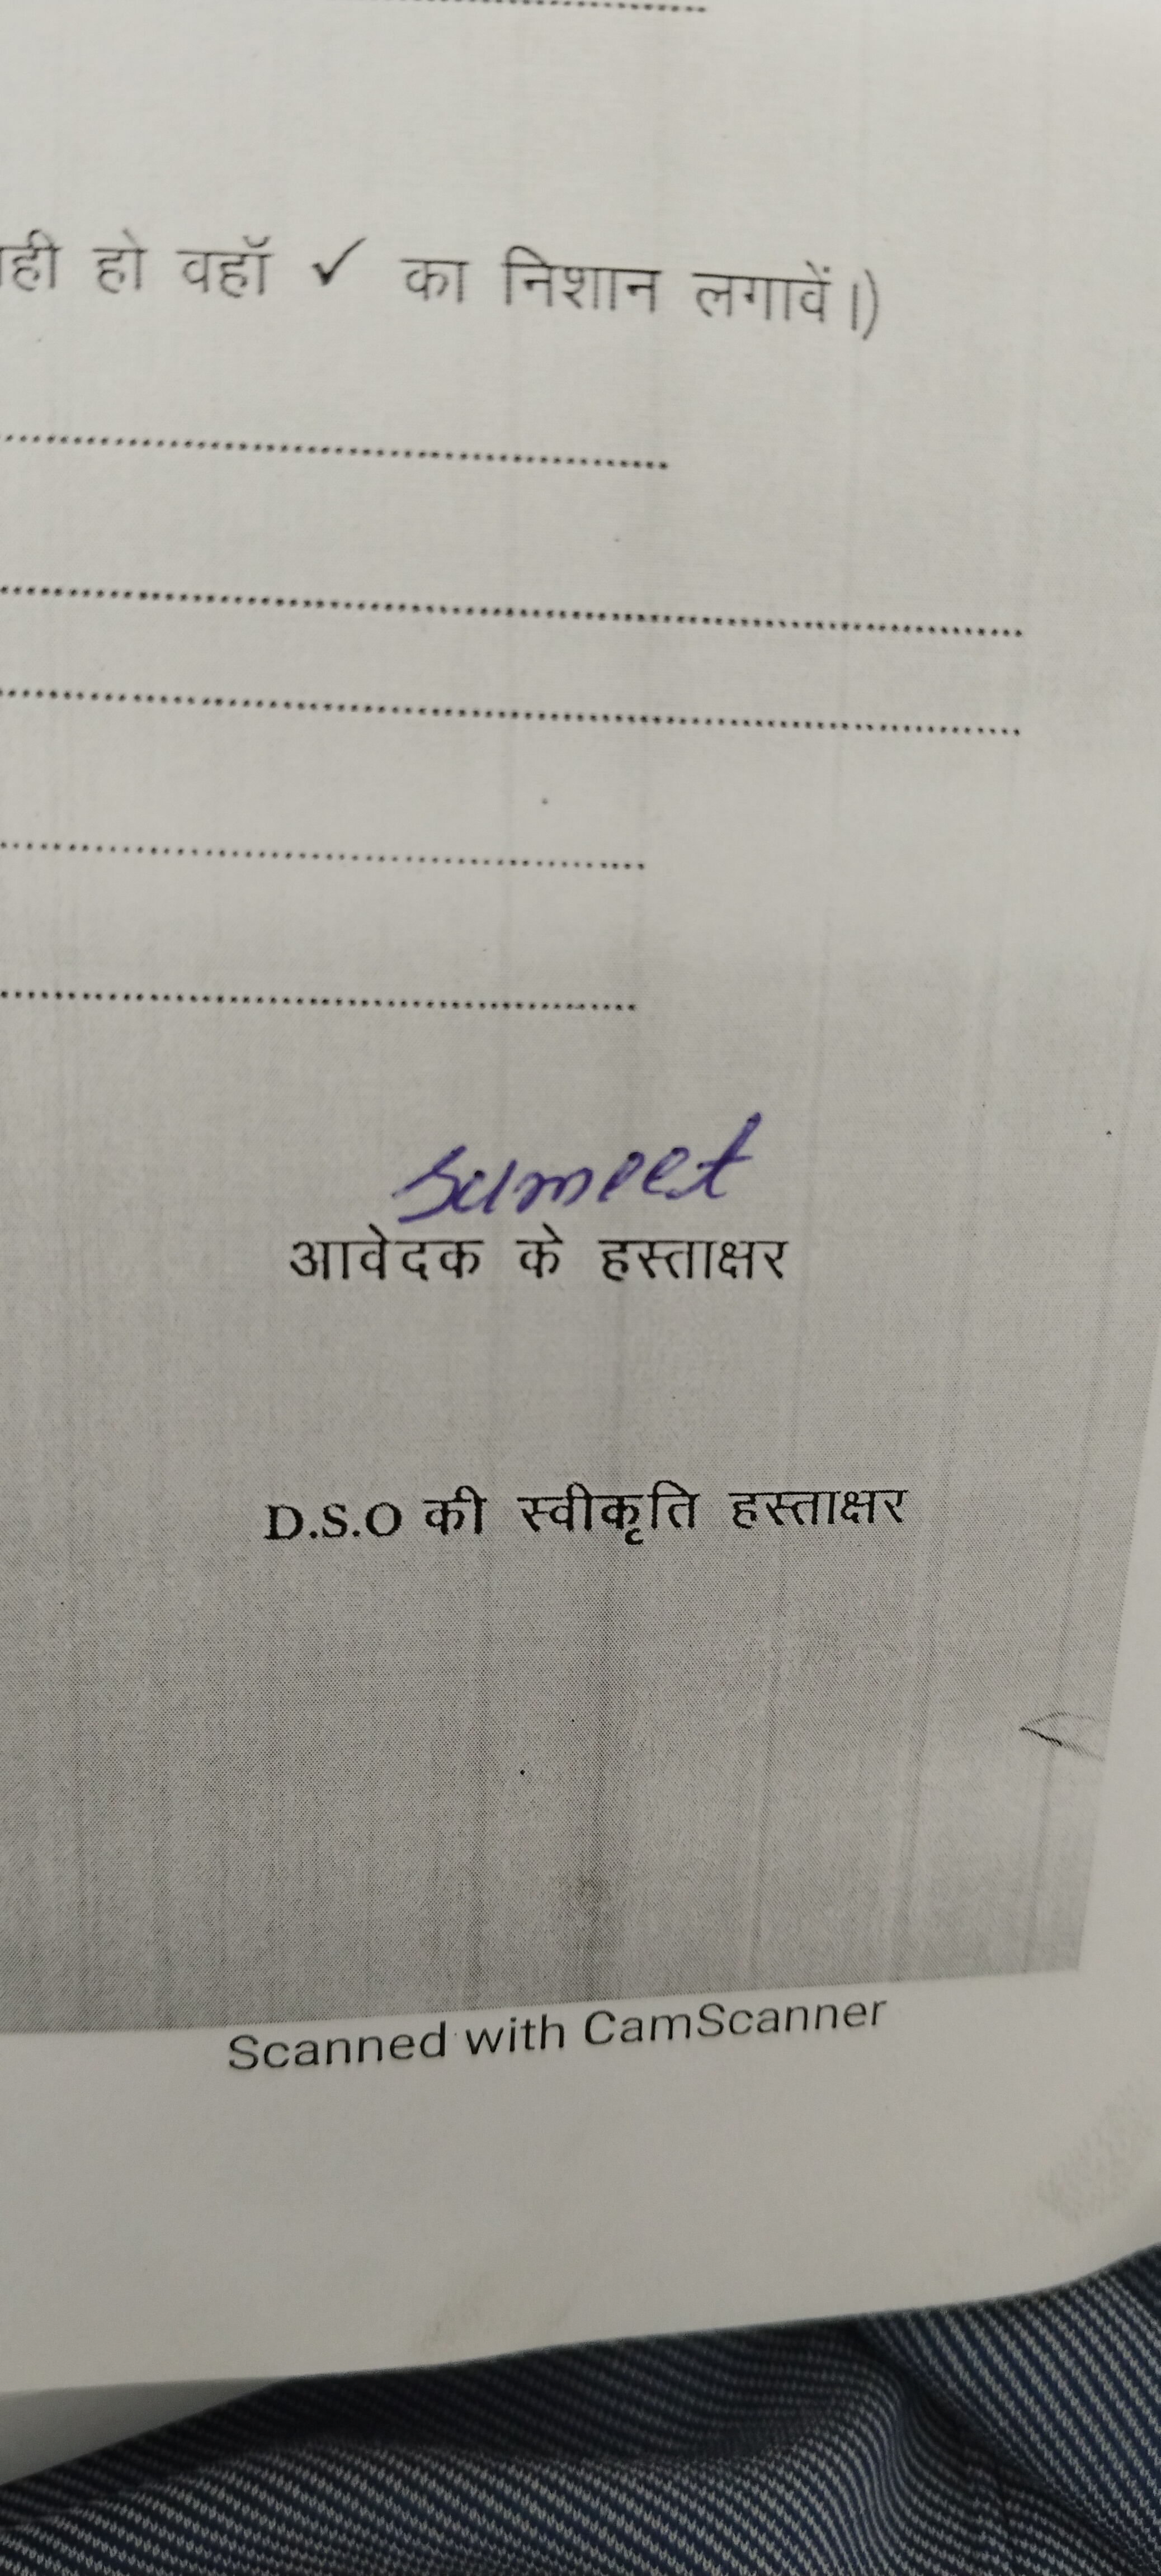 ही हो वहाॅ ✓ का निशान लगावें।)
sumeet
आवेदक के हस्ताक्षर
D.S.O की स्वीकृति हस्ताक्षर
Scanned with CamScanner